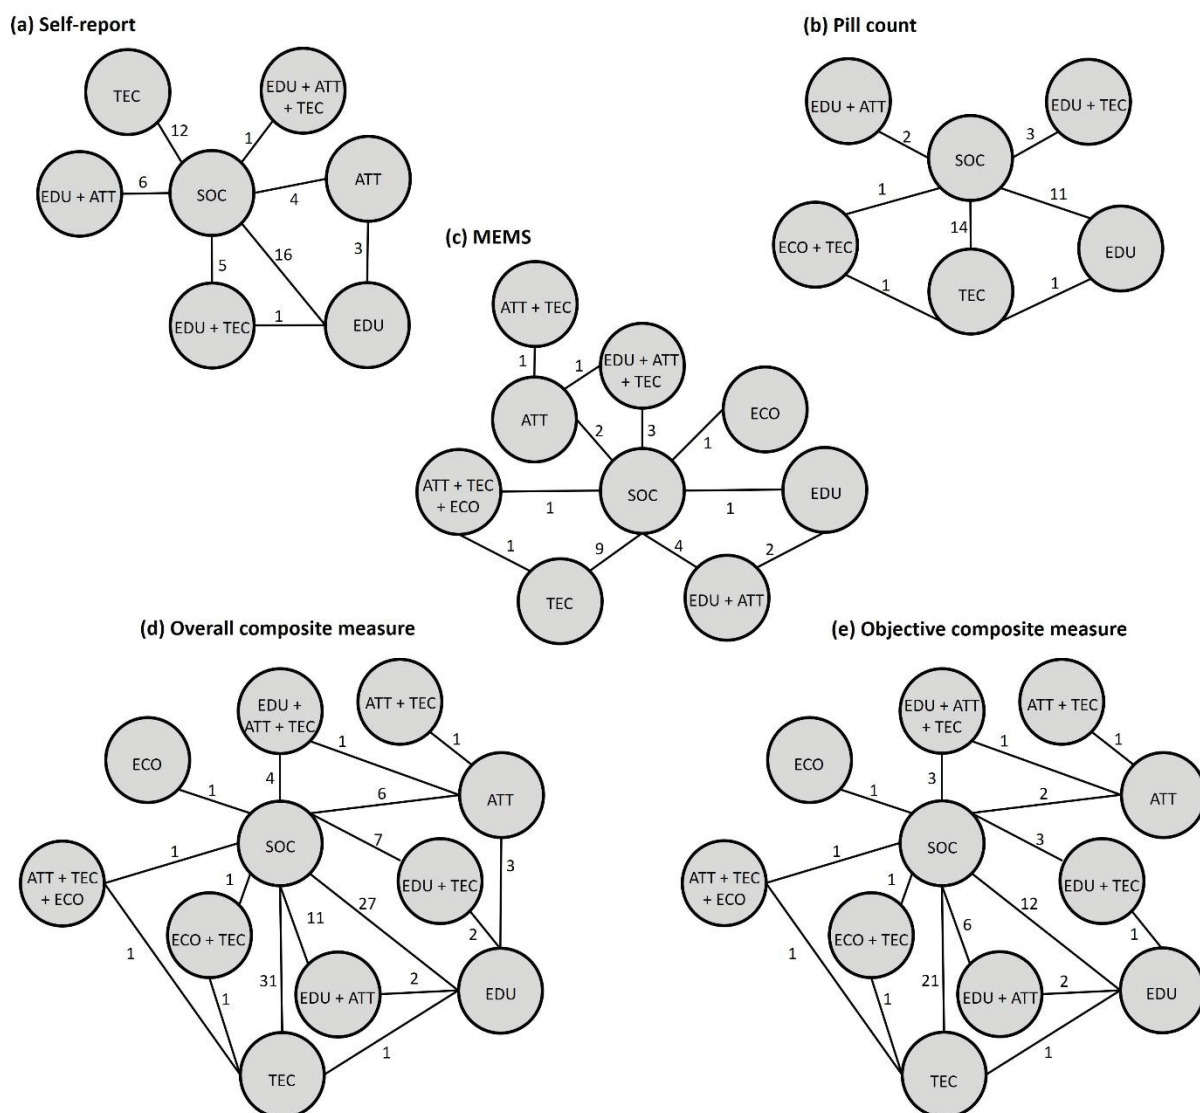 (a) Self-report
TEC
EDU + ATT
+ TEC
12
1
EDU + ATT
6
SOC
4
ATT
5
16
3
EDU + TEC
1
EDU
(b) Pill count
EDU + ATT
EDU + TEC
2
3
SOC
1
11
ECO + TEC
14
EDU
1
TEC
1
(c) MEMS
ATT + TEC
1
1
EDU + ATT
+ TEC
ATT
ECO
2
3
1
ATT + TEC
+ ECO
SOC
EDU
1
1
1
9
4
2
TEC
EDU + ATT
(d) Overall composite measure
EDU +
ATT + TEC
ATT + TEC
1
1
ECO
4
1
6
ATT
SOC
7
1
3
ATT + TEC
+ ECO
1
EDU + TEC
27
11
ECO + TEC
2
1
31
EDU + ATT
2
EDU
1
1
TEC
(e) Objective composite measure
EDU + ATT
+ TEC
ATT + TEC
1
1
ECO
3
1
2
ATT
SOC
3
1
ATT + TEC
+ ECO
1
EDU + TEC
12
6
ECO + TEC
1
1
21
EDU + ATT
2
EDU
1
1
TEC